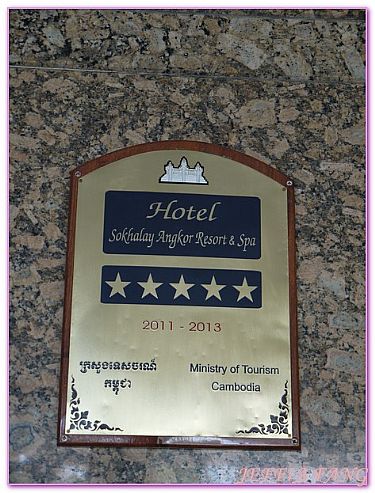 Hotel
Sokhalay Angkor Resort & Spa
2011 - 2013
ក្រសួងទេសចរណ៍
កម្ពុជា
Ministry of Tourism
Cambodia